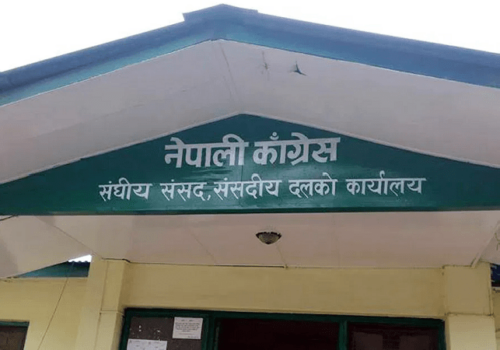 नेपाली काँग्रेस
संघीय संसद, संसदीय दलको कार्यालय